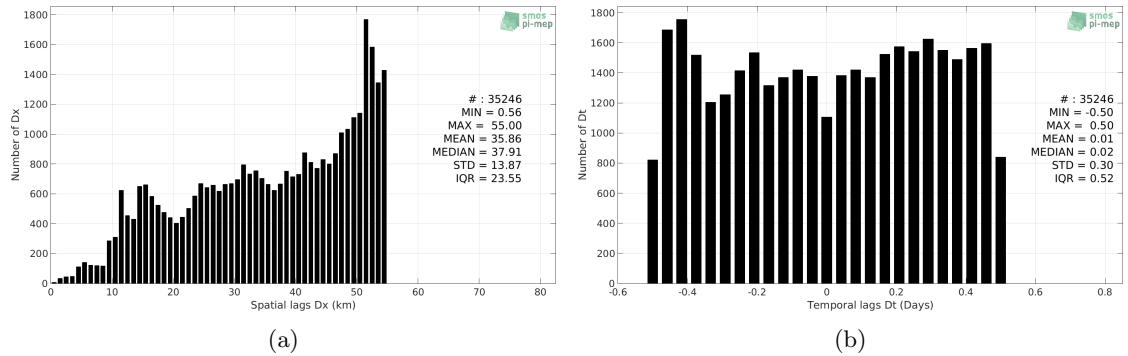 1800
1600
1400
1200
1000
800
600
400
200
0
Number of Dx
smos
pi-mep
# : 35246
MIN = 0.56
MAX = 55.00
MEAN = 35.86
MEDIAN = 37.91
STD = 13.87
IQR = 23.55
0 10 20 30 40 50 60 70 80
Spatial lags Dx (km)
(a)
1800
1600
1400
1200
1000
800
600
400
200
0
Number of Dt
smos
pi-mep
# : 35246
MIN = -0.50
MAX = 0.50
MEAN = 0.01
MEDIAN = 0.02
STD = 0.30
IQR = 0.52
-0.6 -0.4 -0.2 0 0.2 0.4 0.6 0.8
Temporal lags Dt (Days)
(b)